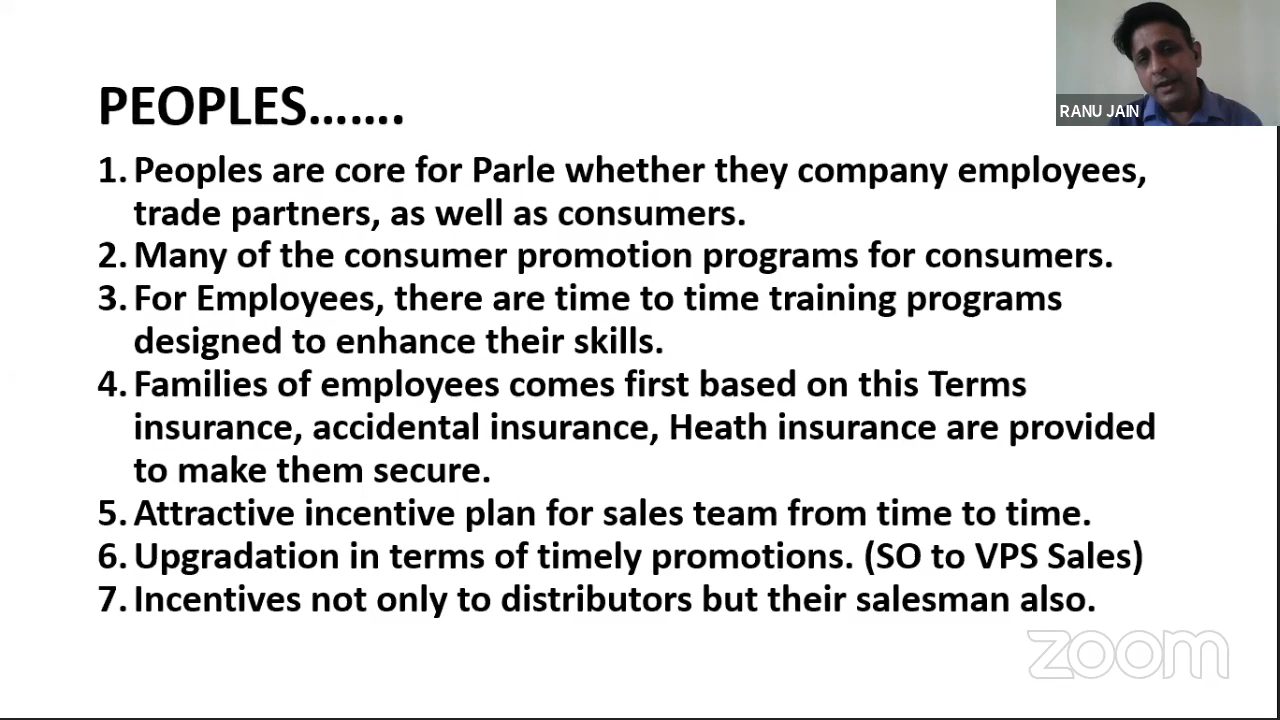 RANU JAIN
PEOPLES…….
1. Peoples are core for Parle whether they company employees,
trade partners, as well as consumers.
2. Many of the consumer promotion programs for consumers.
3. For Employees, there are time to time training programs
designed to enhance their skills.
4. Families of employees comes first based on this Terms
insurance, accidental insurance, Heath insurance are provided
to make them secure.
5. Attractive incentive plan for sales team from time to time.
6. Upgradation in terms of timely promotions. (SO to VPS Sales)
7. Incentives not only to distributors but their salesman also.
zoom